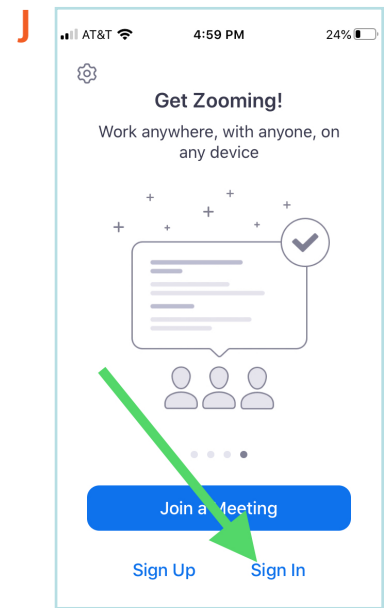 J
AT&T 4:59 PM 24%
Get Zooming!
Work anywhere, with anyone, on
any device
Join a Meeting
Sign Up Sign In